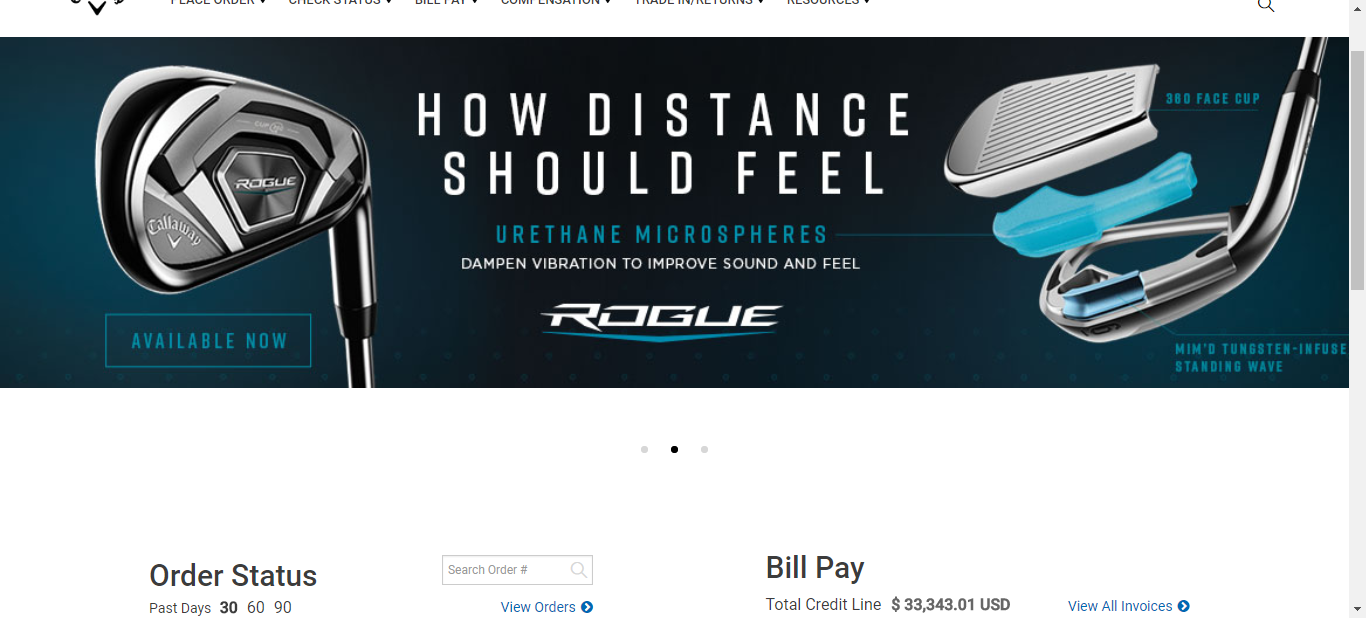 PLACE ORDER CHECK STATUS BILL PAY COMPENSATION TRADE IN/RETURNS RESOURCES
HOW DISTANCE
SHOULD FEEL
URETHANE MICROSPHERES
DAMPEN VIBRATION TO IMPROVE SOUND AND FEEL
ROGUE
AVAILABLE NOW
CUP 360
ROGUE
Callaway
360 FACE CUP
MIM'D TUNGSTEN-INFUSE
STANDING WAVE
Order Status
Search Order #
Past Days 30 60 90
View Orders
Bill Pay
Total Credit Line $ 33,343.01 USD
View All Invoices